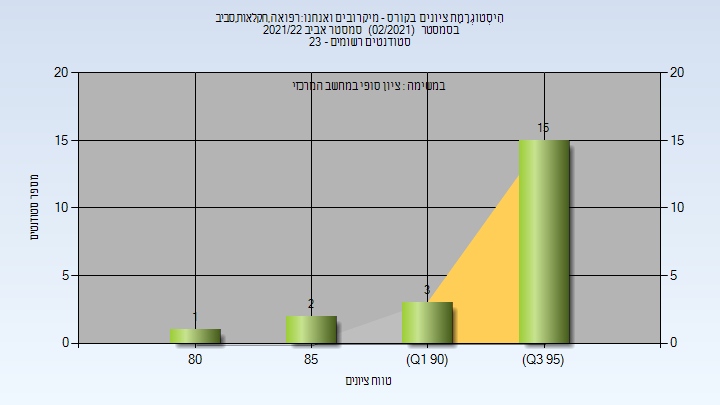 היסטוגרמת ציונים בקורס - מיקרובים ואנחנו: רפואה,חקלאות,סביב
בסמסטר (02/2021) סמסטר אביב 2021/22
סטודנטים רשומים - 23
במשימה : ציון סופי במחשב המרכזי
20 20
15 15
10 10
5 5
0 0
1 2 3 15
80 85 (Q1 90) (Q3 95)
מספר סטודנטים
טווח ציונים